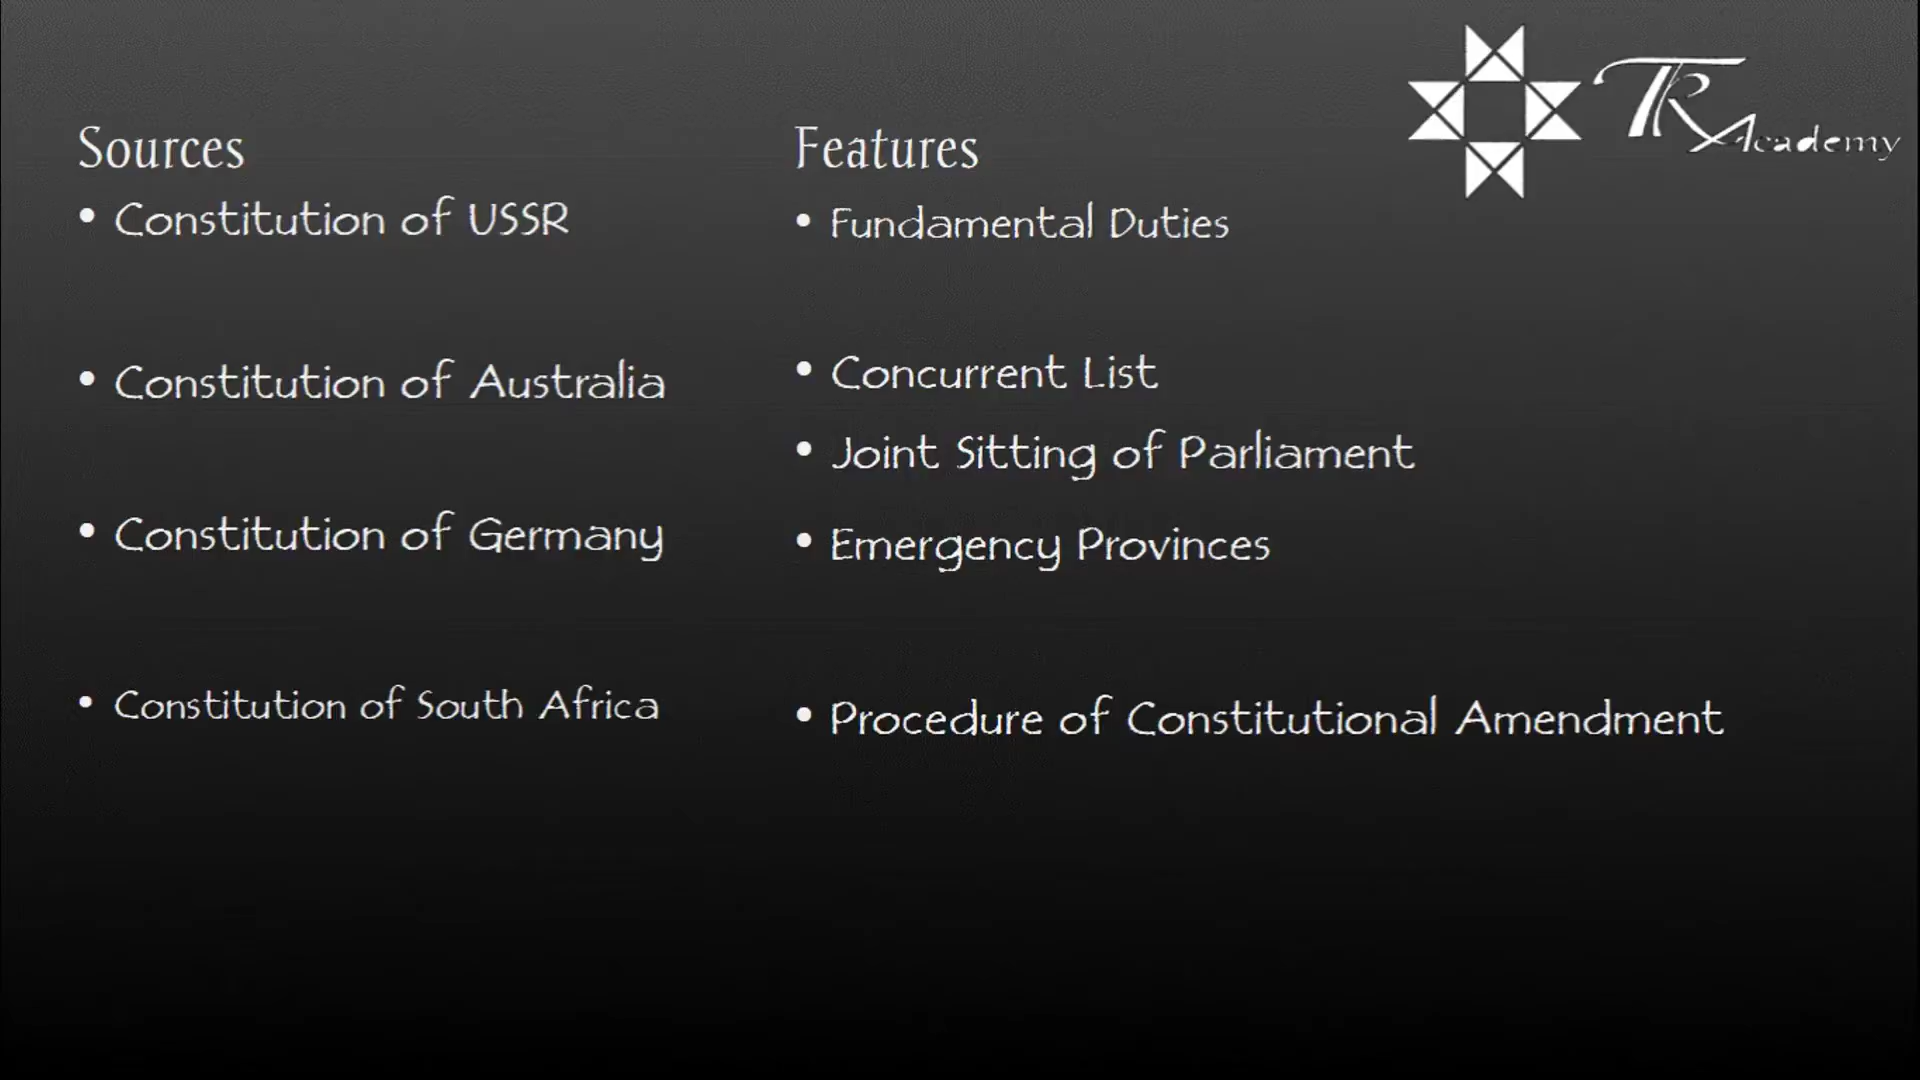 TR Academy
Sources
• Constitution of USSR
• Constitution of Australia
• Constitution of Germany
• Constitution of South Africa
Features
• Fundamental Duties
• Concurrent List
• Joint Sitting of Parliament
• Emergency Provinces
• Procedure of Constitutional Amendment